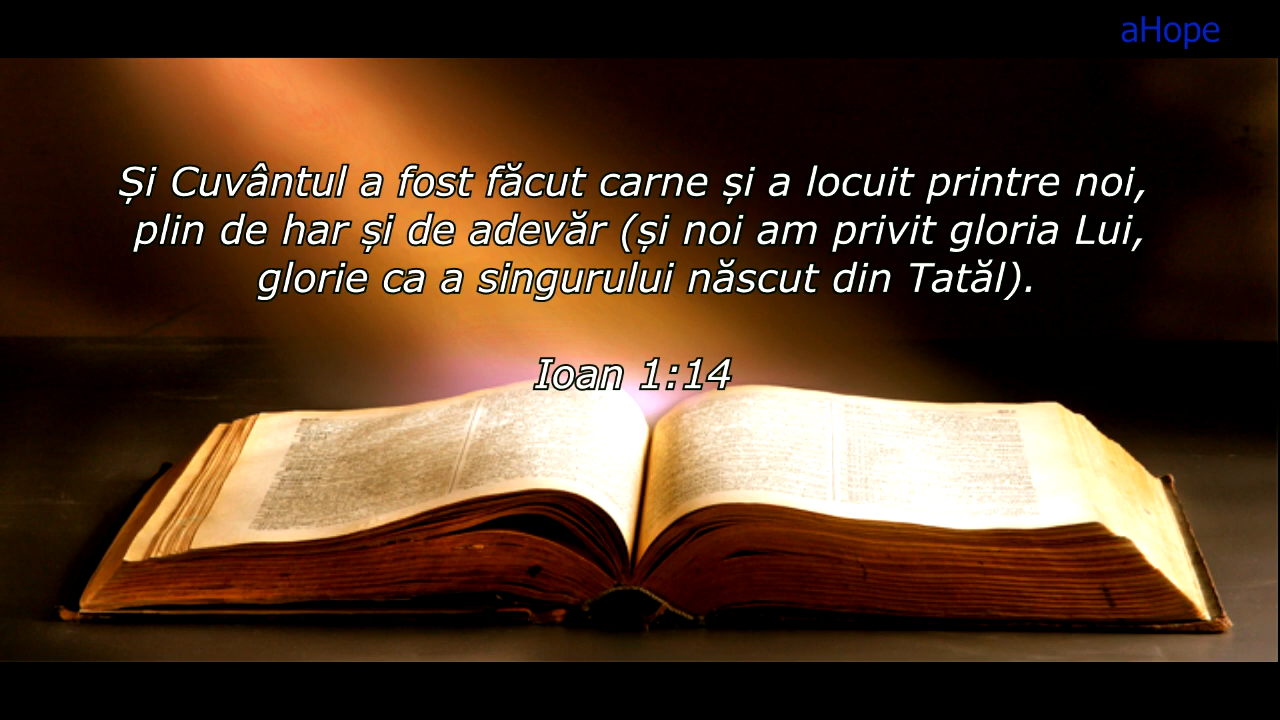 aHope
Și Cuvântul a fost făcut carne și a locuit printre noi,
plin de har și de adevăr (și noi am privit gloria Lui,
glorie ca a singurului născut din Tatăl).
Ioan 1:14